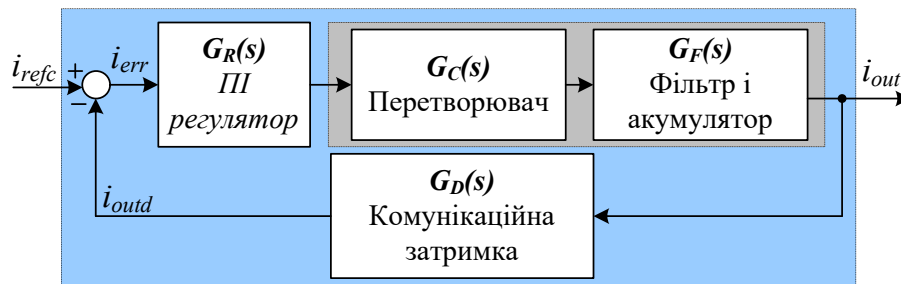 i_refc
+
−
i_err
G_R(s)
ПІ
регулятор
G_C(s)
Перетворювач
G_F(s)
Фільтр і
акумулятор
i_out
i_outd
G_D(s)
Комунікаційна
затримка